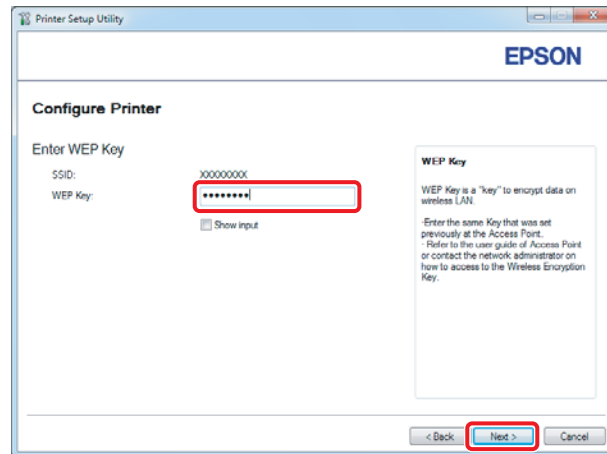 Printer Setup Utility
EPSON
Configure Printer
Enter WEP Key
SSID: XXXXXXXX
WEP Key: ••••••••
Show input
WEP Key
WEP Key is a "key" to encrypt data on
wireless LAN.
·Enter the same Key that was set
previously at the Access Point.
· Refer to the user guide of Access Point
or contact the network administrator on
how to access to the Wireless Encryption
Key.
< Back Next > Cancel